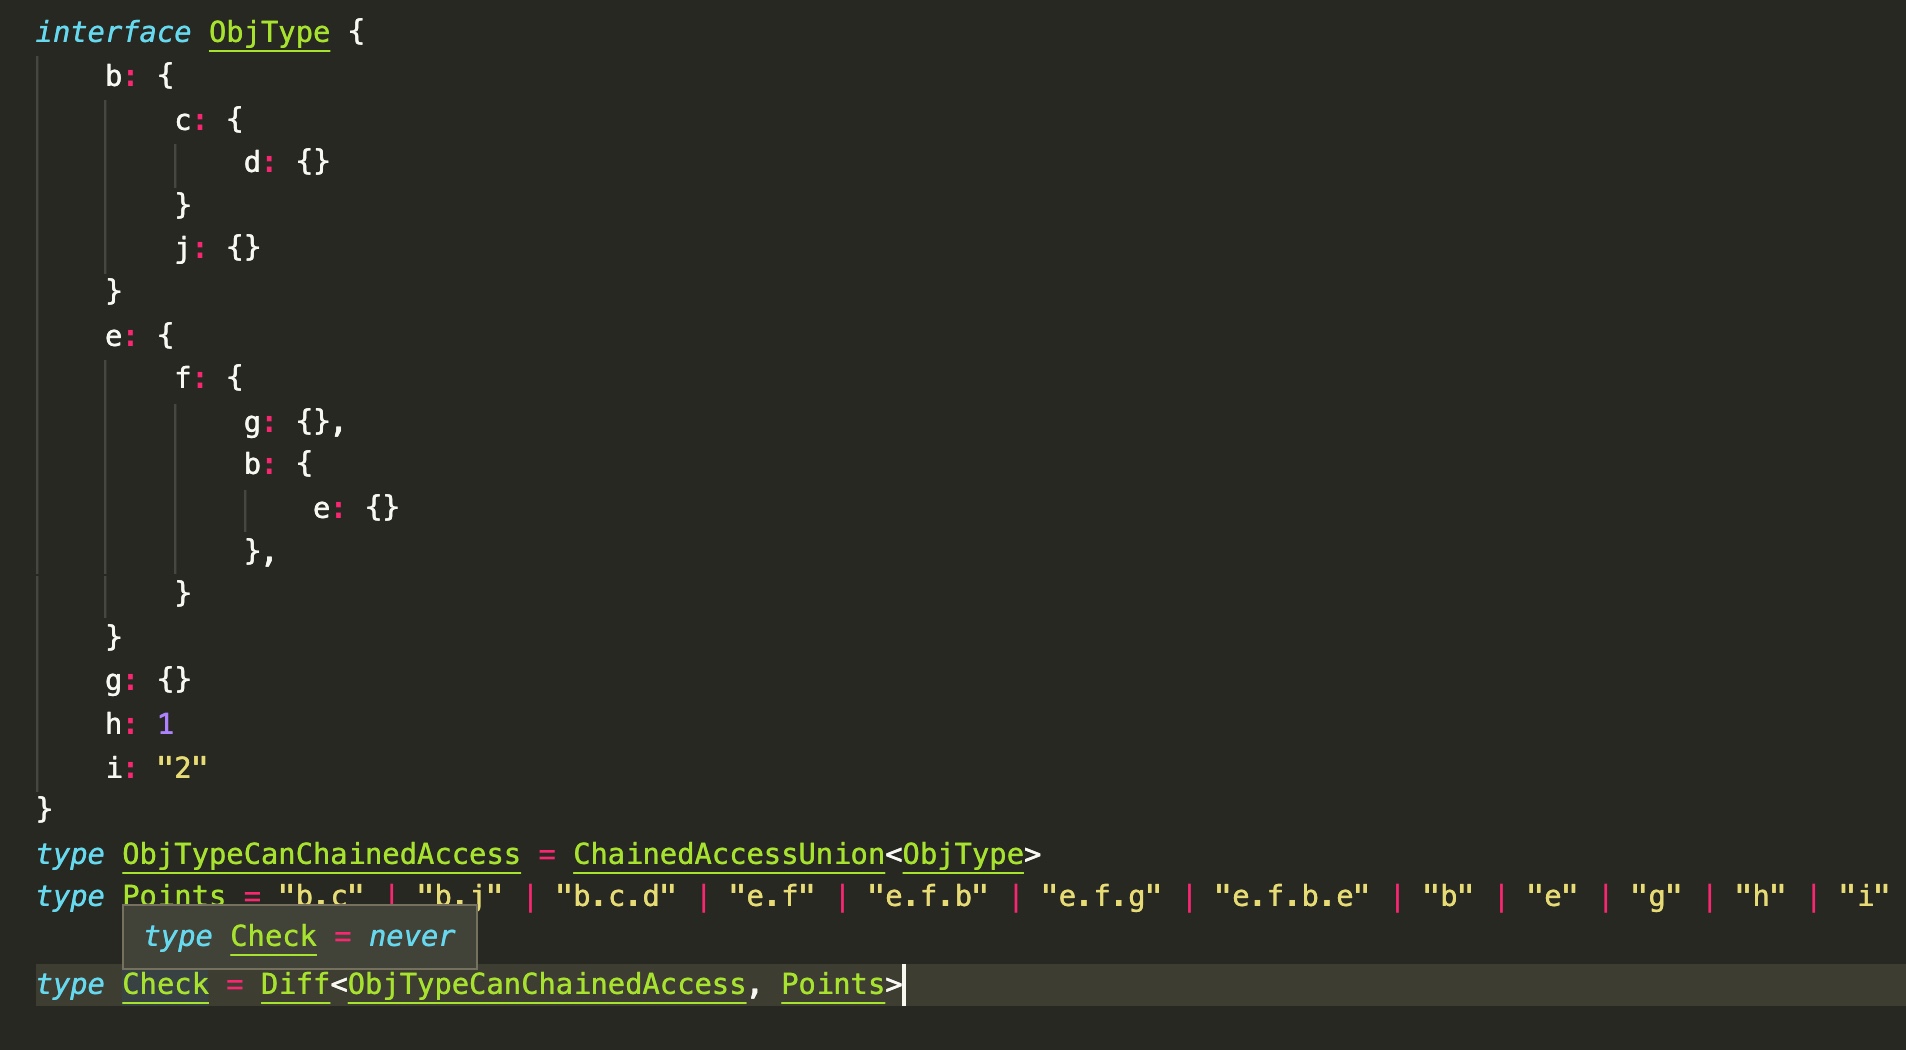 interface ObjType {
    b: {
        c: {
            d: {}
        }
        j: {}
    }
    e: {
        f: {
            g: {},
            b: {
                e: {}
            },
        }
    }
    g: {}
    h: 1
    i: "2"
}
type ObjTypeCanChainedAccess = ChainedAccessUnion<ObjType>
type Points = "b.c" | "b.j" | "b.c.d" | "e.f" | "e.f.b" | "e.f.g" | "e.f.b.e" | "b" | "e" | "g" | "h" | "i"
type Check = never
type Check = Diff<ObjTypeCanChainedAccess, Points>